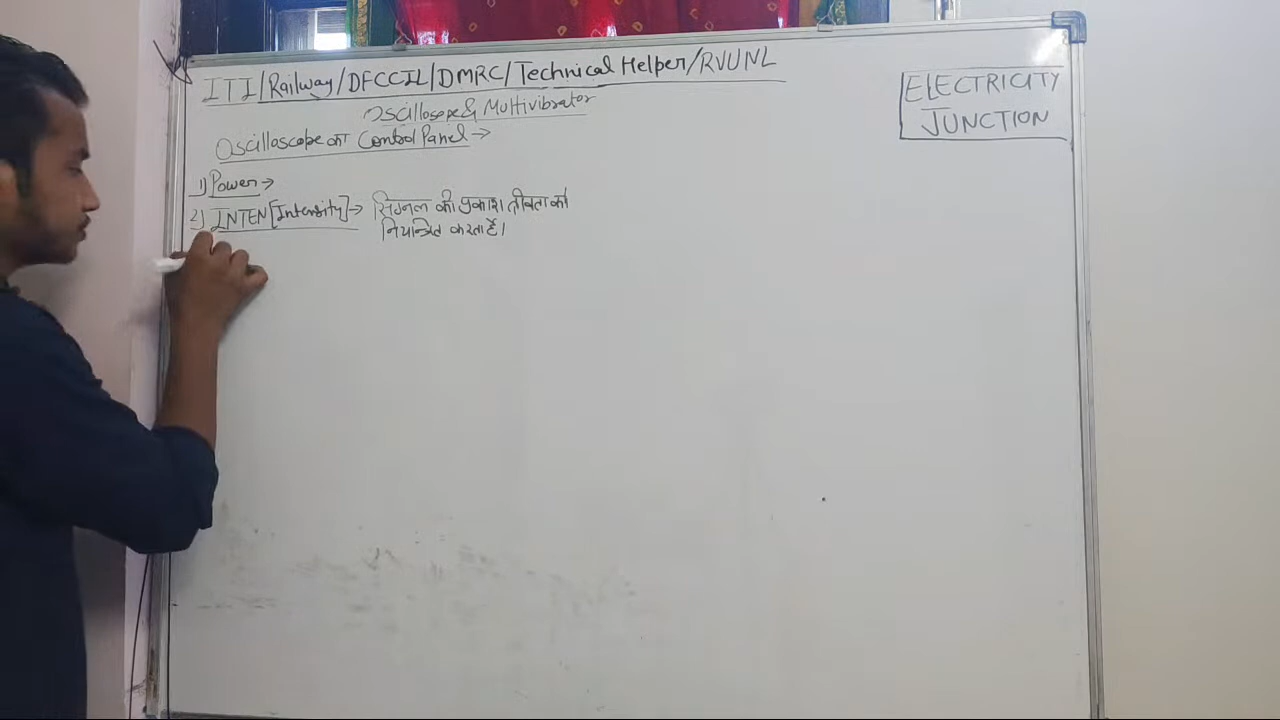 ITI/Railway/DFCCIL/DMRC/Technical Helper/RVUNL
ELECTRICITY
JUNCTION
Oscilloscope & Multivibrator
Oscilloscope का Control Panel →
1) Power →
2) INTEN [Intensity] → सिग्नल की प्रकाश तीव्रता को
नियन्त्रित करता है।